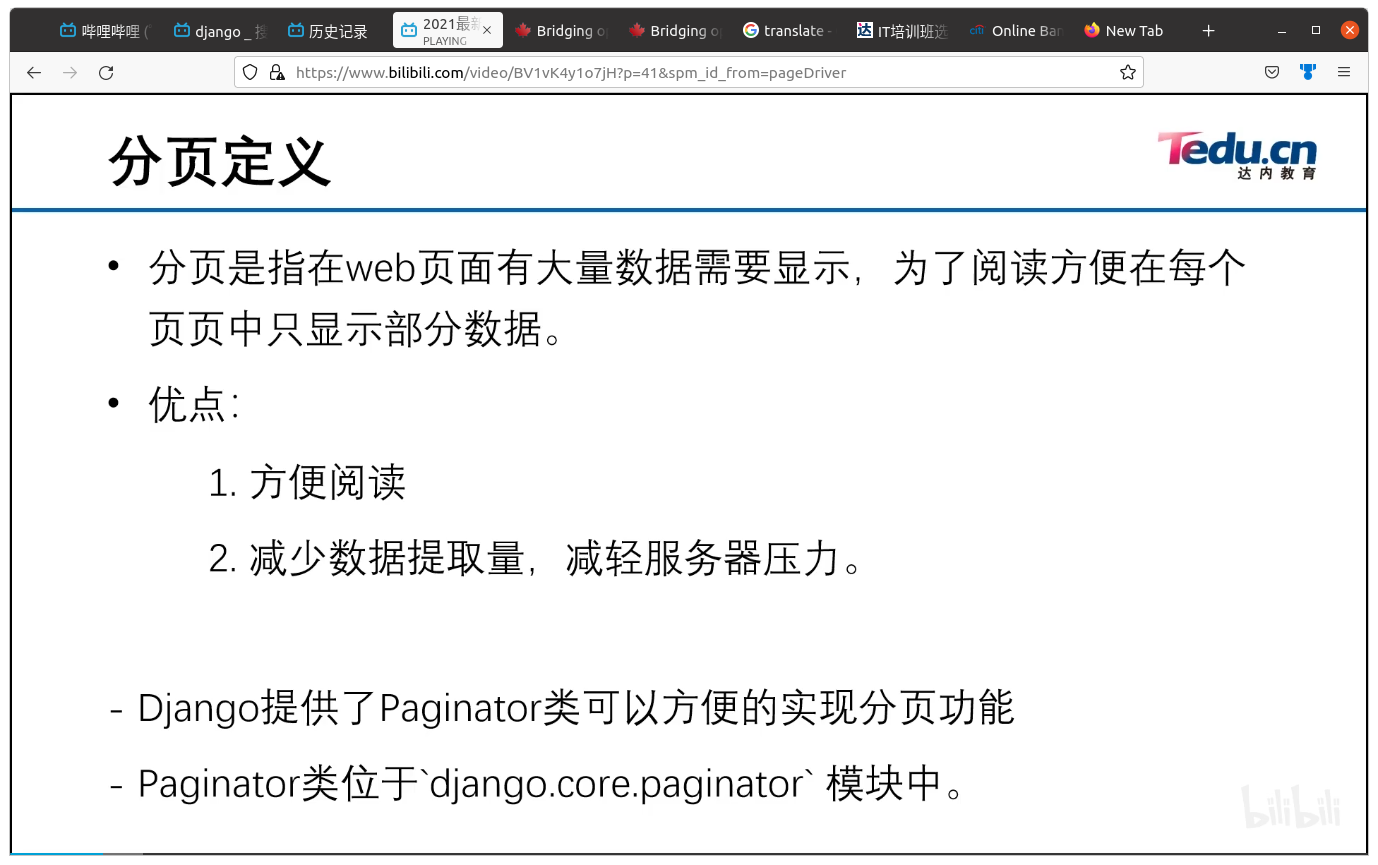 哔哩哔哩 (
django _ 搜
历史记录
2021最新
PLAYING
Bridging o
Bridging o
translate -
IT培训班选
citi Online Ban
New Tab
https://www.bilibili.com/video/BV1vK4y1o7jH?p=41&spm_id_from=pageDriver
分页定义
Tedu.cn
达内教育
• 分页是指在web页面有大量数据需要显示，为了阅读方便在每个
页页中只显示部分数据。
• 优点：
1. 方便阅读
2. 减少数据提取量，减轻服务器压力。
- Django提供了Paginator类可以方便的实现分页功能
- Paginator类位于`django.core.paginator` 模块中。
bilibili